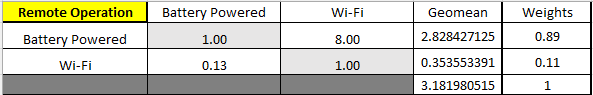 Remote Operation Battery Powered Wi-Fi Geomean Weights
Battery Powered 1.00 8.00 2.828427125 0.89
Wi-Fi 0.13 1.00 0.353553391 0.11
3.181980515 1